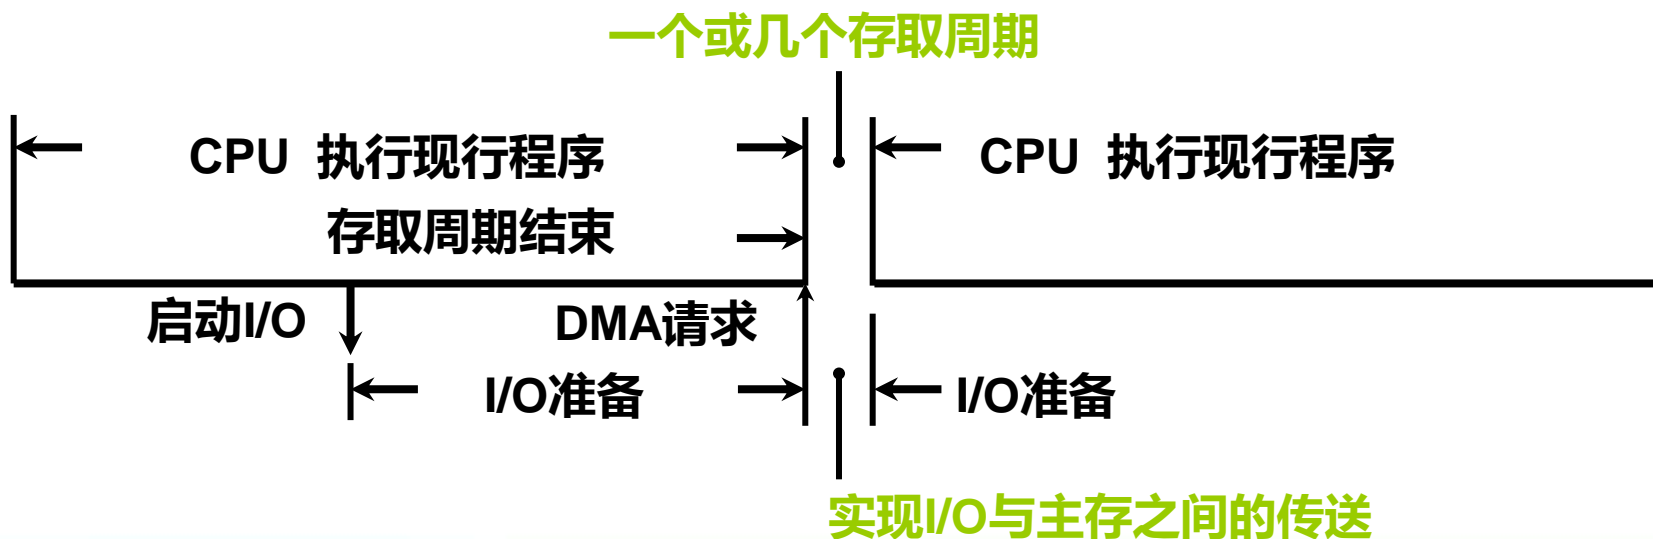 一个或几个存取周期
CPU 执行现行程序
CPU 执行现行程序
存取周期结束
启动I/O
DMA请求
I/O准备
I/O准备
实现I/O与主存之间的传送